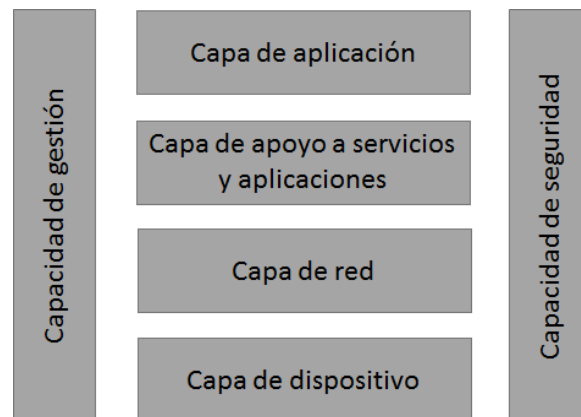 Capacidad de gestión
Capa de aplicación
Capa de apoyo a servicios
y aplicaciones
Capa de red
Capa de dispositivo
Capacidad de seguridad